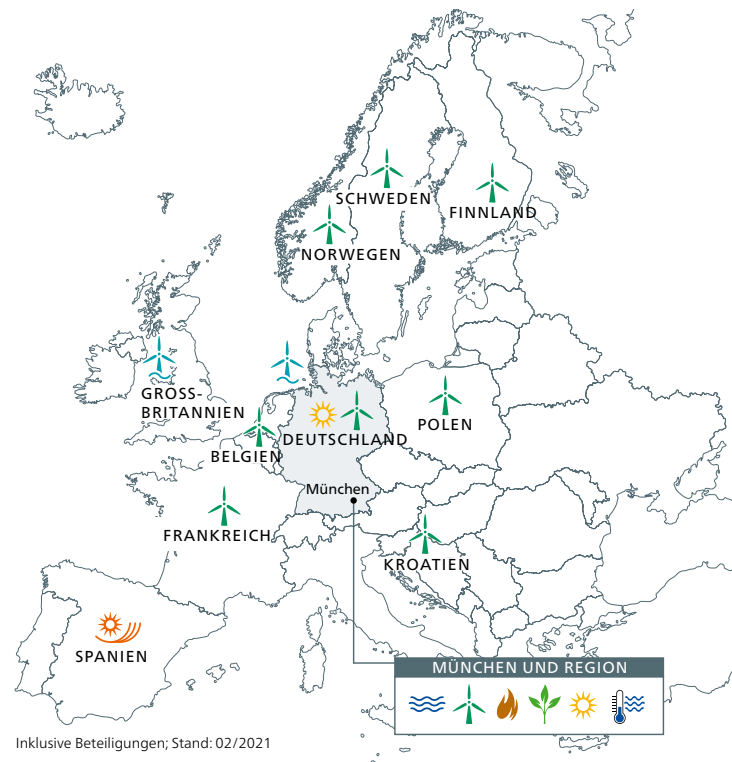 SCHWEDEN
FINNLAND
NORWEGEN
GROSS-
BRITANNIEN
POLEN
DEUTSCHLAND
BELGIEN
München
FRANKREICH
KROATIEN
SPANIEN
MÜNCHEN UND REGION
Inklusive Beteiligungen; Stand: 02/2021